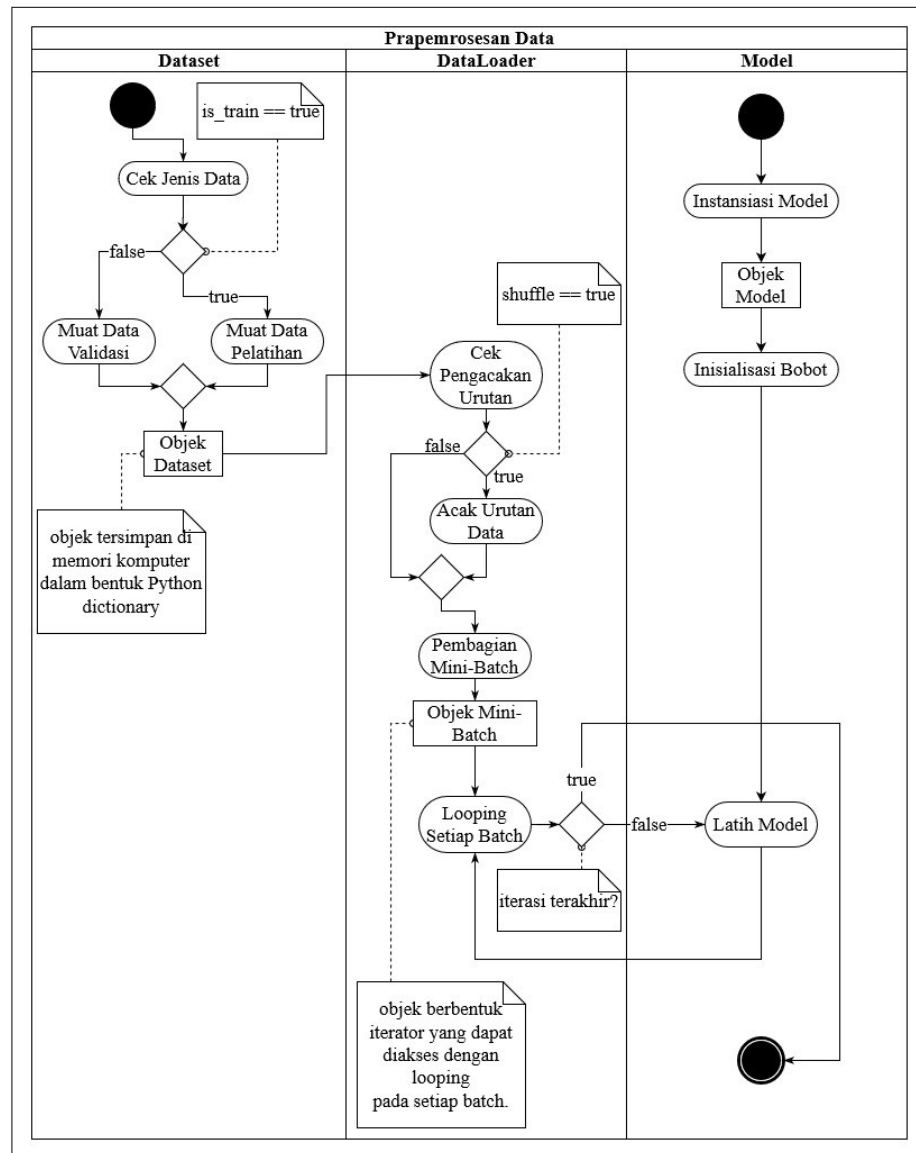 Prapemrosesan Data
Dataset
DataLoader
Model
is_train == true
Cek Jenis Data
false
true
Muat Data
Validasi
Muat Data
Pelatihan
Objek
Dataset
objek tersimpan di
memori komputer
dalam bentuk Python
dictionary
shuffle == true
Cek
Pengacakan
Urutan
false
true
Acak Urutan
Data
Pembagian
Mini-Batch
Objek Mini-
Batch
Looping
Setiap Batch
true
false
iterasi terakhir?
objek berbentuk
iterator yang dapat
diakses dengan
looping
pada setiap batch.
Instansiasi Model
Objek
Model
Inisialisasi Bobot
Latih Model